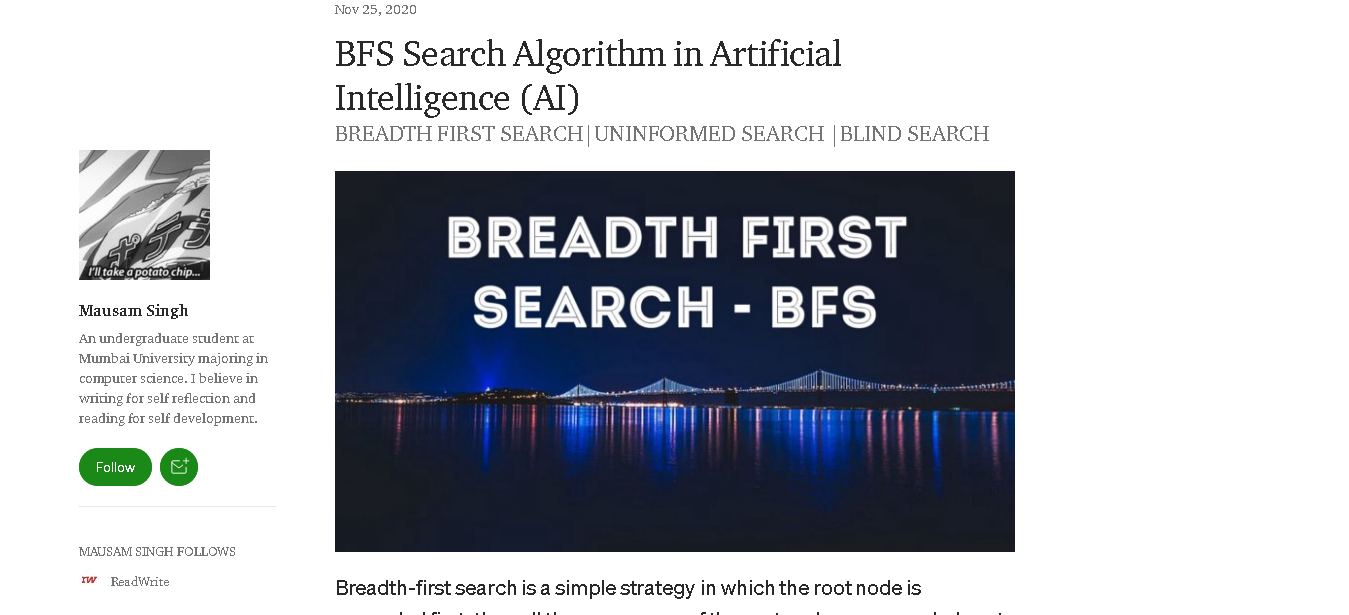 Nov 25, 2020
BFS Search Algorithm in Artificial
Intelligence (AI)
BREADTH FIRST SEARCH|UNINFORMED SEARCH |BLIND SEARCH
BREADTH FIRST
SEARCH - BFS
ポテ
I'll take a potato chip...
Mausam Singh
An undergraduate student at
Mumbai University majoring in
computer science. I believe in
writing for self reflection and
reading for self development.
Follow
MAUSAM SINGH FOLLOWS
rw ReadWrite
Breadth-first search is a simple strategy in which the root node is